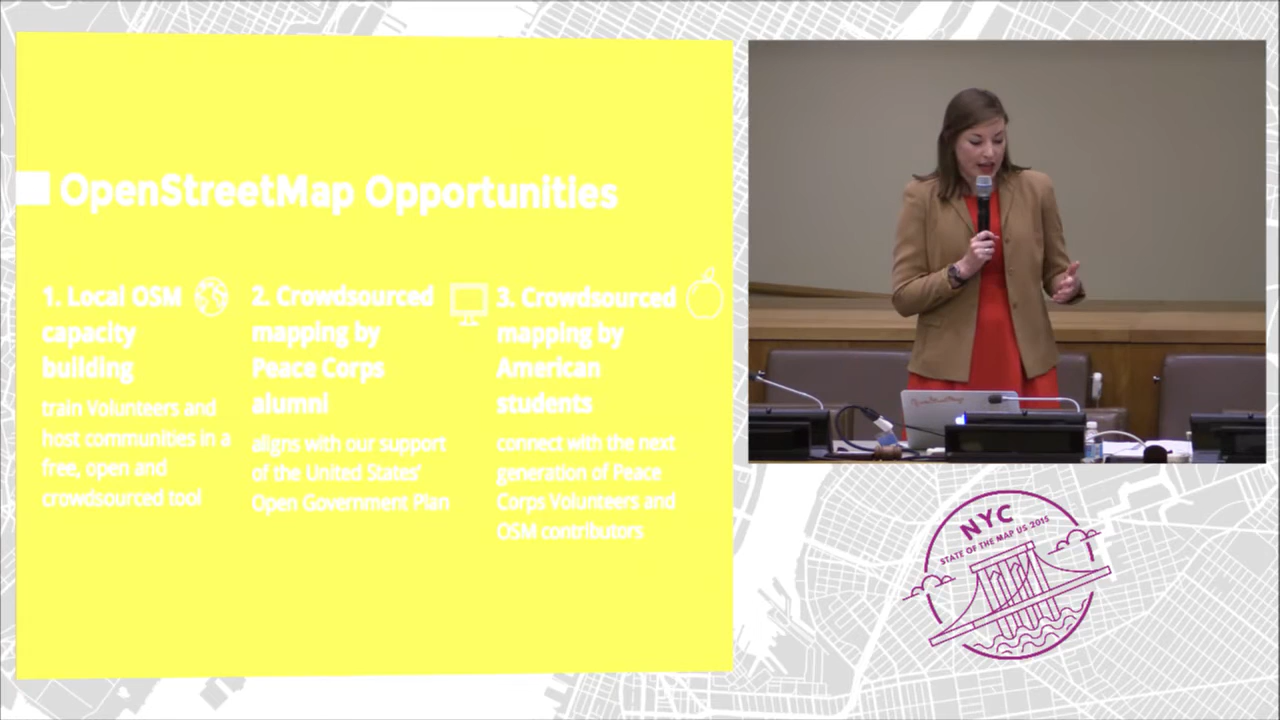 OpenStreetMap Opportunities
1. Local OSM
capacity
building
train Volunteers and
host communities in a
free, open and
crowdsourced tool
2. Crowdsourced
mapping by
Peace Corps
alumni
aligns with our support
of the United States'
Open Government Plan
3. Crowdsourced
mapping by
American
students
connect with the next
generation of Peace
Corps Volunteers and
OSM contributors
NYC
STATE OF THE MAP US 2015